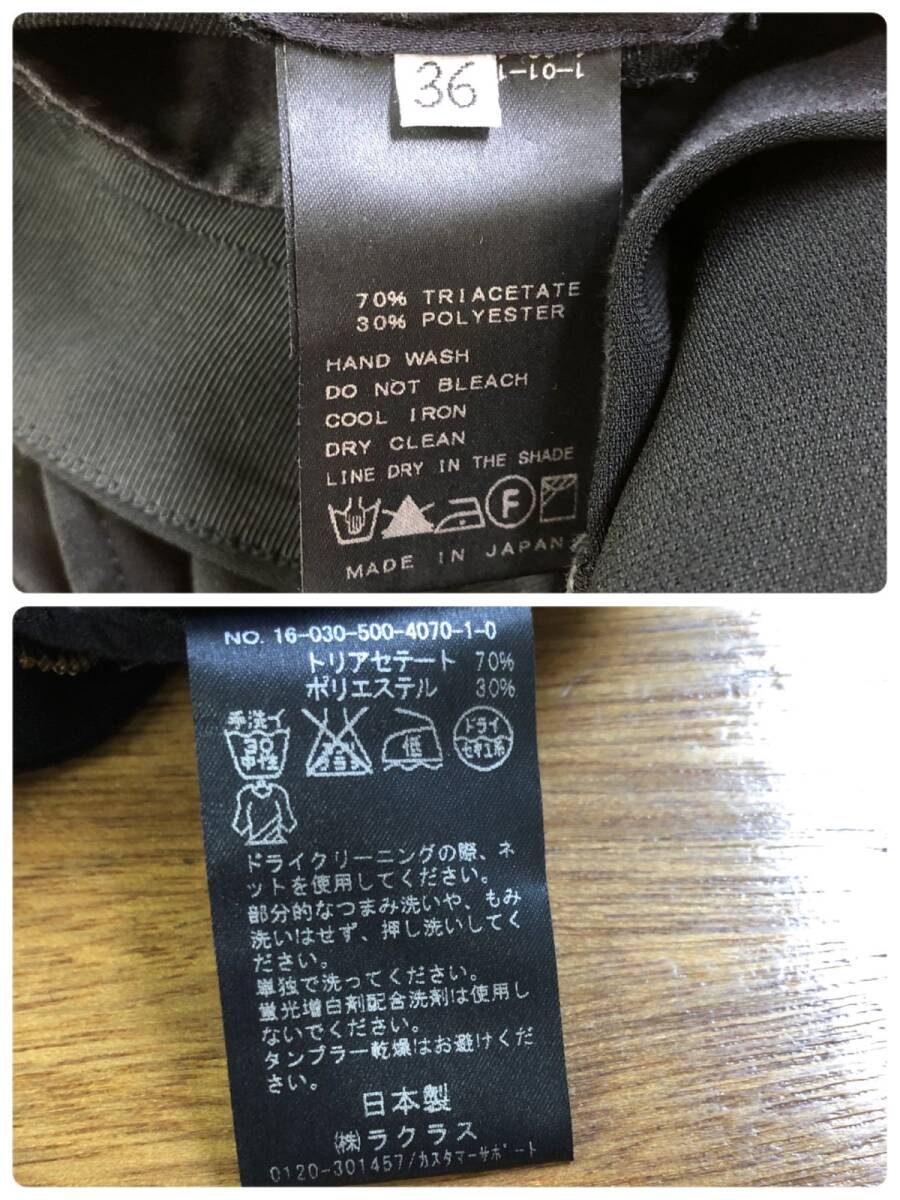 36
70% TRIACETATE
30% POLYESTER
HAND WASH
DO NOT BLEACH
COOL IRON
DRY CLEAN
LINE DRY IN THE SHADE
F
MADE IN JAPAN
NO. 16-030-500-4070-1-0
トリアセテート 70%
ポリエステル 30%
手洗イ
30
中性
低
ドライ
セキユ系
ドライクリーニングの際、ネ
ットを使用してください。
部分的なつまみ洗いや、もみ
洗いはせず、押し洗いしてく
ださい。
単独で洗ってください。
蛍光増白剤配合洗剤は使用し
ないでください。
タンブラー乾燥はお避けくだ
さい。
日本製
㈱ラクラス
0120-301457/カスタマーサポート